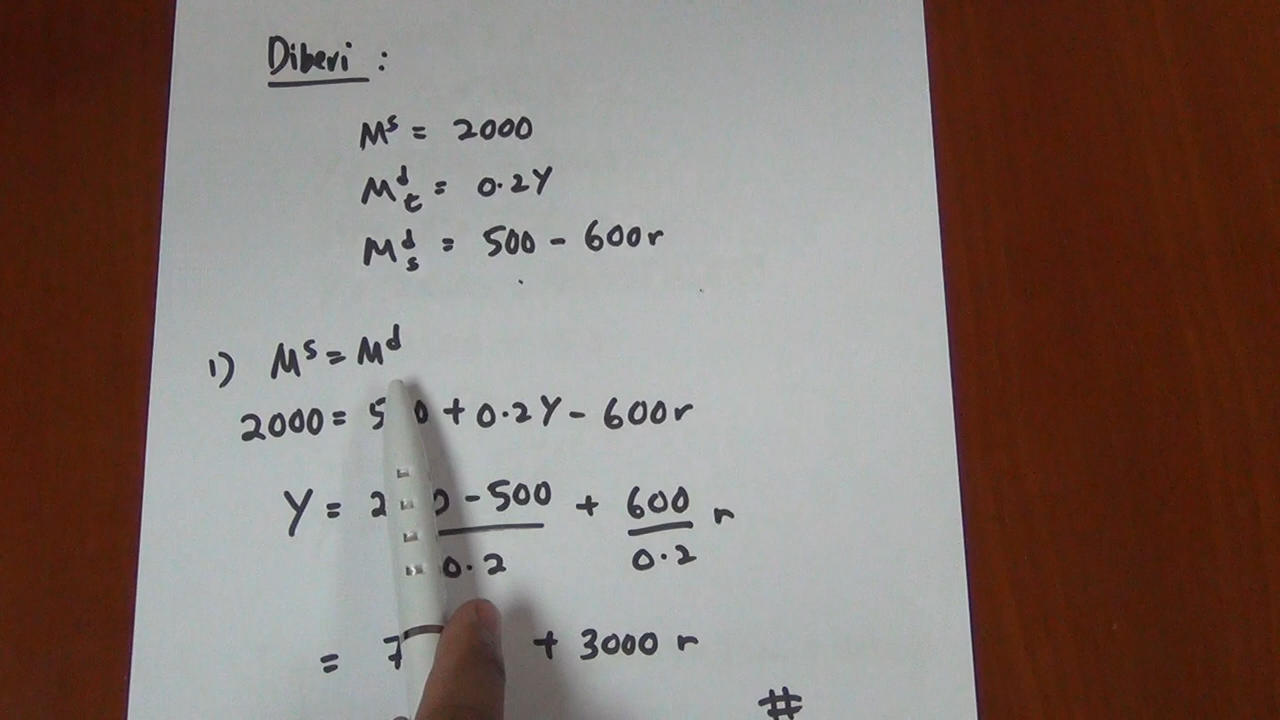 Diberi :
Mˢ = 2000
Mᵈₜ = 0.2Y
Mᵈₛ = 500 - 600r
1) Mˢ = Mᵈ
2000 = 5 0 + 0.2Y - 600r
Y = 2 0 - 500 / 0.2 + 600 / 0.2 r
= 7 + 3000 r
#